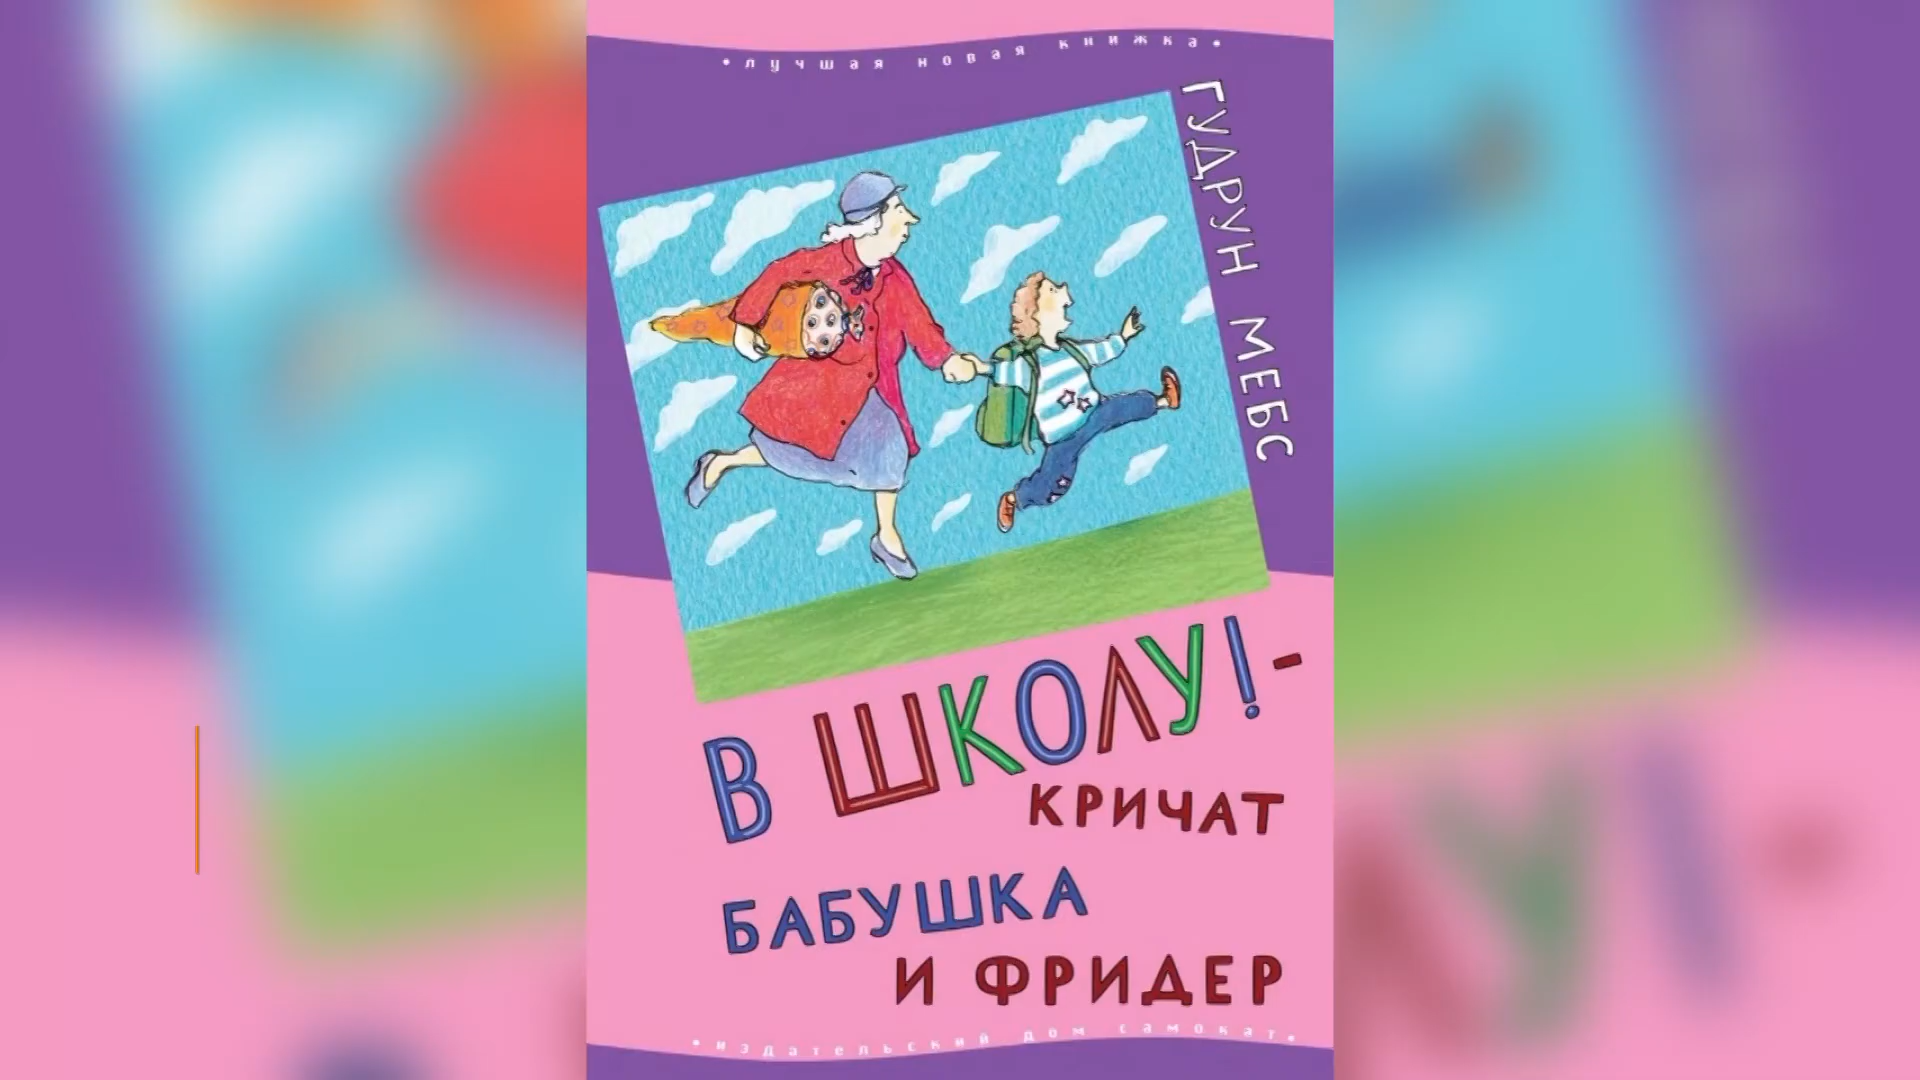 •лучшая новая книжка•
ГУДРУН МЕБС
В ШКОЛУ!-
КРИЧАТ
БАБУШКА
И ФРИДЕР
•издательский дом самокат•